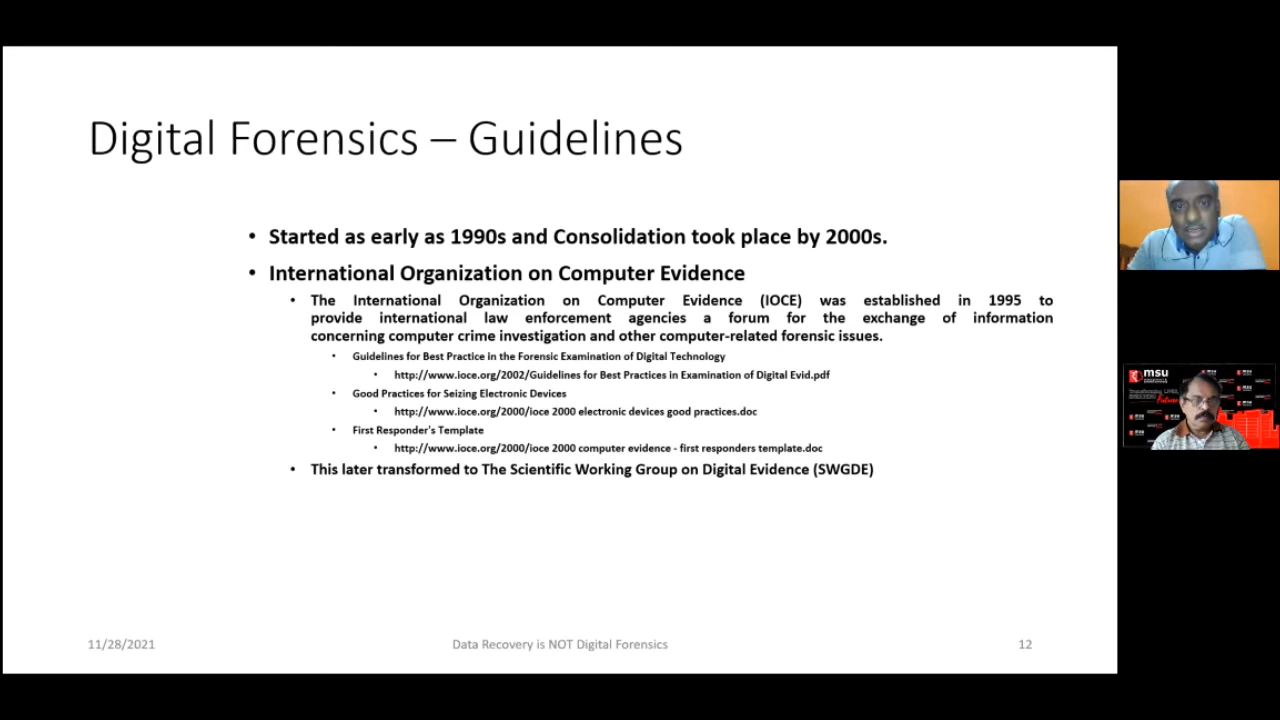 Digital Forensics – Guidelines
• Started as early as 1990s and Consolidation took place by 2000s.
• International Organization on Computer Evidence
• The International Organization on Computer Evidence (IOCE) was established in 1995 to
provide international law enforcement agencies a forum for the exchange of information
concerning computer crime investigation and other computer-related forensic issues.
• Guidelines for Best Practice in the Forensic Examination of Digital Technology
• http://www.ioce.org/2002/Guidelines for Best Practices in Examination of Digital Evid.pdf
• Good Practices for Seizing Electronic Devices
• http://www.ioce.org/2000/ioce 2000 electronic devices good practices.doc
• First Responder's Template
• http://www.ioce.org/2000/ioce 2000 computer evidence - first responders template.doc
• This later transformed to The Scientific Working Group on Digital Evidence (SWGDE)
11/28/2021
Data Recovery is NOT Digital Forensics
12
msu